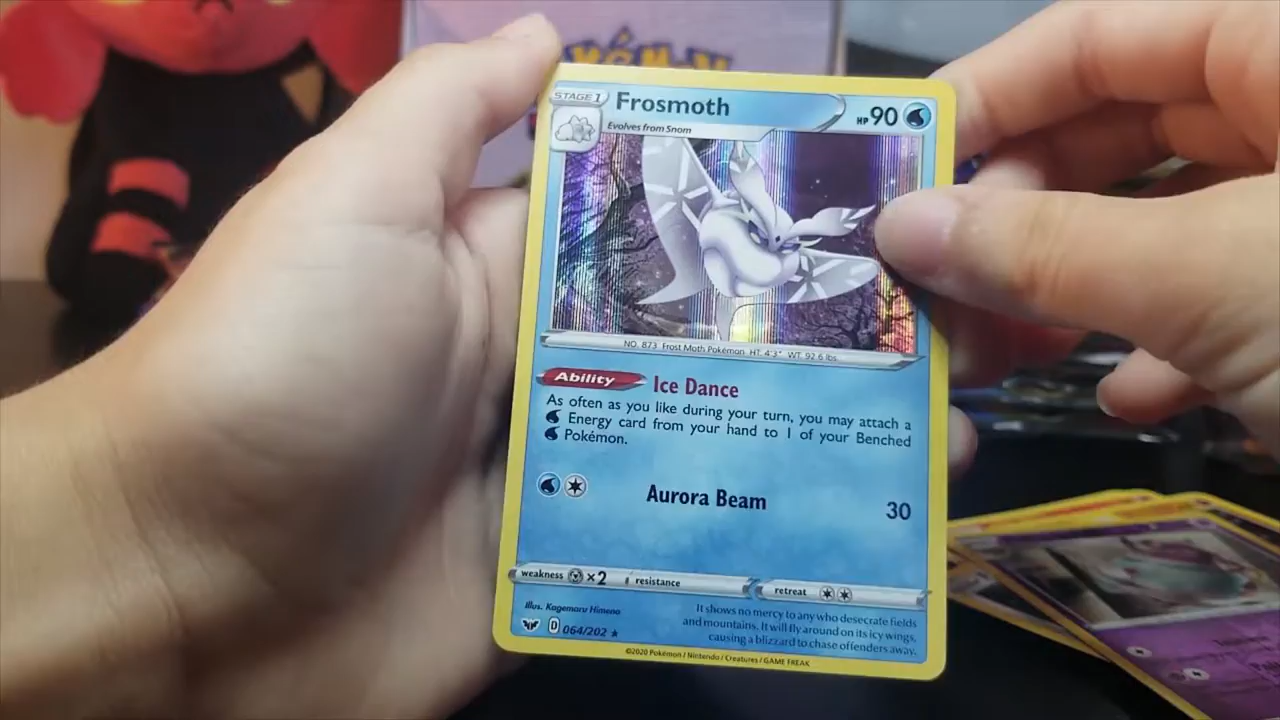 Pokémon
STAGE 1
Frosmoth
HP 90
Evolves from Snom
NO. 873 Frost Moth Pokémon HT. 4'3" WT. 92.6 lbs.
Ability Ice Dance
As often as you like during your turn, you may attach a
Energy card from your hand to 1 of your Benched
Pokémon.
Aurora Beam 30
weakness ×2 resistance retreat
Illus. Kagemaru Himeno
It shows no mercy to any who desecrate fields
and mountains. It will fly around on its icy wings,
causing a blizzard to chase offenders away.
D 064/202
©2020 Pokémon / Nintendo / Creatures / GAME FREAK